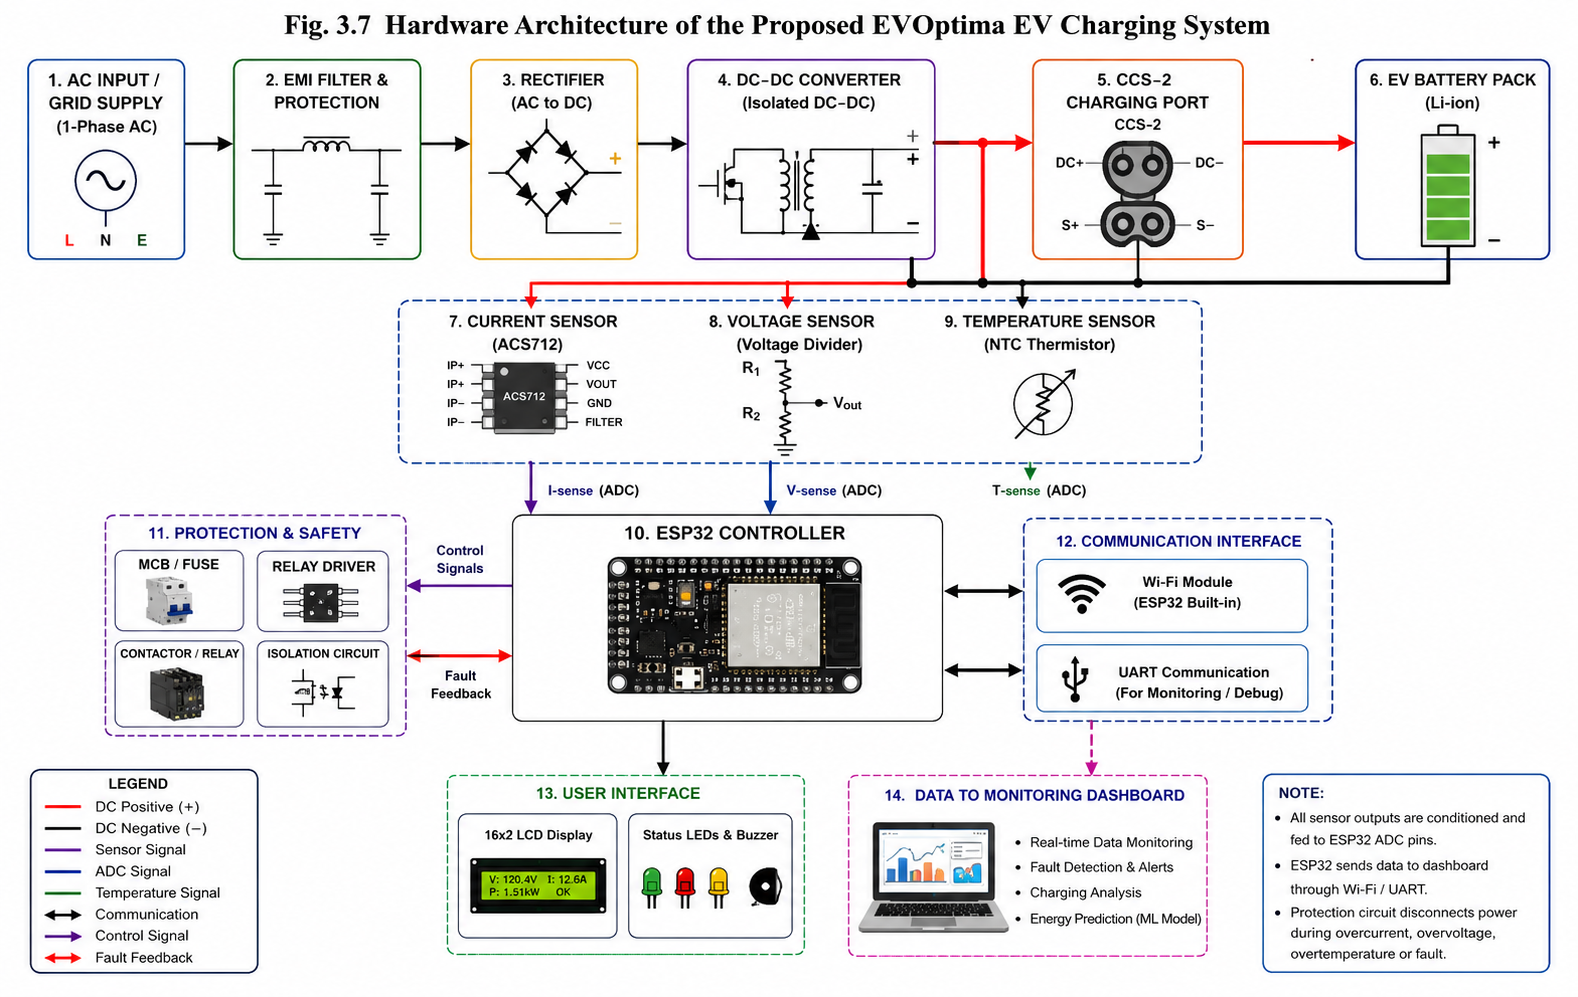 Fig. 3.7  Hardware Architecture of the Proposed EVOptima EV Charging System
1. AC INPUT /
GRID SUPPLY
(1-Phase AC)
L N E
2. EMI FILTER &
PROTECTION
3. RECTIFIER
(AC to DC)
+
−
4. DC–DC CONVERTER
(Isolated DC–DC)
+
+
−
5. CCS–2
CHARGING PORT
CCS–2
DC+ DC−
S+ S−
6. EV BATTERY PACK
(Li-ion)
+
−
7. CURRENT SENSOR
(ACS712)
IP+ VCC
IP+ VOUT
ACS712
IP− GND
IP− FILTER
8. VOLTAGE SENSOR
(Voltage Divider)
R1
R2
Vout
9. TEMPERATURE SENSOR
(NTC Thermistor)
I-sense (ADC)
V-sense (ADC)
T-sense (ADC)
11. PROTECTION & SAFETY
MCB / FUSE
RELAY DRIVER
CONTACTOR / RELAY
ISOLATION CIRCUIT
Control
Signals
Fault
Feedback
10. ESP32 CONTROLLER
12. COMMUNICATION INTERFACE
Wi-Fi Module
(ESP32 Built-in)
UART Communication
(For Monitoring / Debug)
LEGEND
DC Positive (+)
DC Negative (−)
Sensor Signal
ADC Signal
Temperature Signal
Communication
Control Signal
Fault Feedback
13. USER INTERFACE
16x2 LCD Display
V: 120.4V I: 12.6A
P: 1.51kW OK
Status LEDs & Buzzer
14. DATA TO MONITORING DASHBOARD
• Real-time Data Monitoring
• Fault Detection & Alerts
• Charging Analysis
• Energy Prediction (ML Model)
NOTE:
• All sensor outputs are conditioned and
fed to ESP32 ADC pins.
• ESP32 sends data to dashboard
through Wi-Fi / UART.
• Protection circuit disconnects power
during overcurrent, overvoltage,
overtemperature or fault.